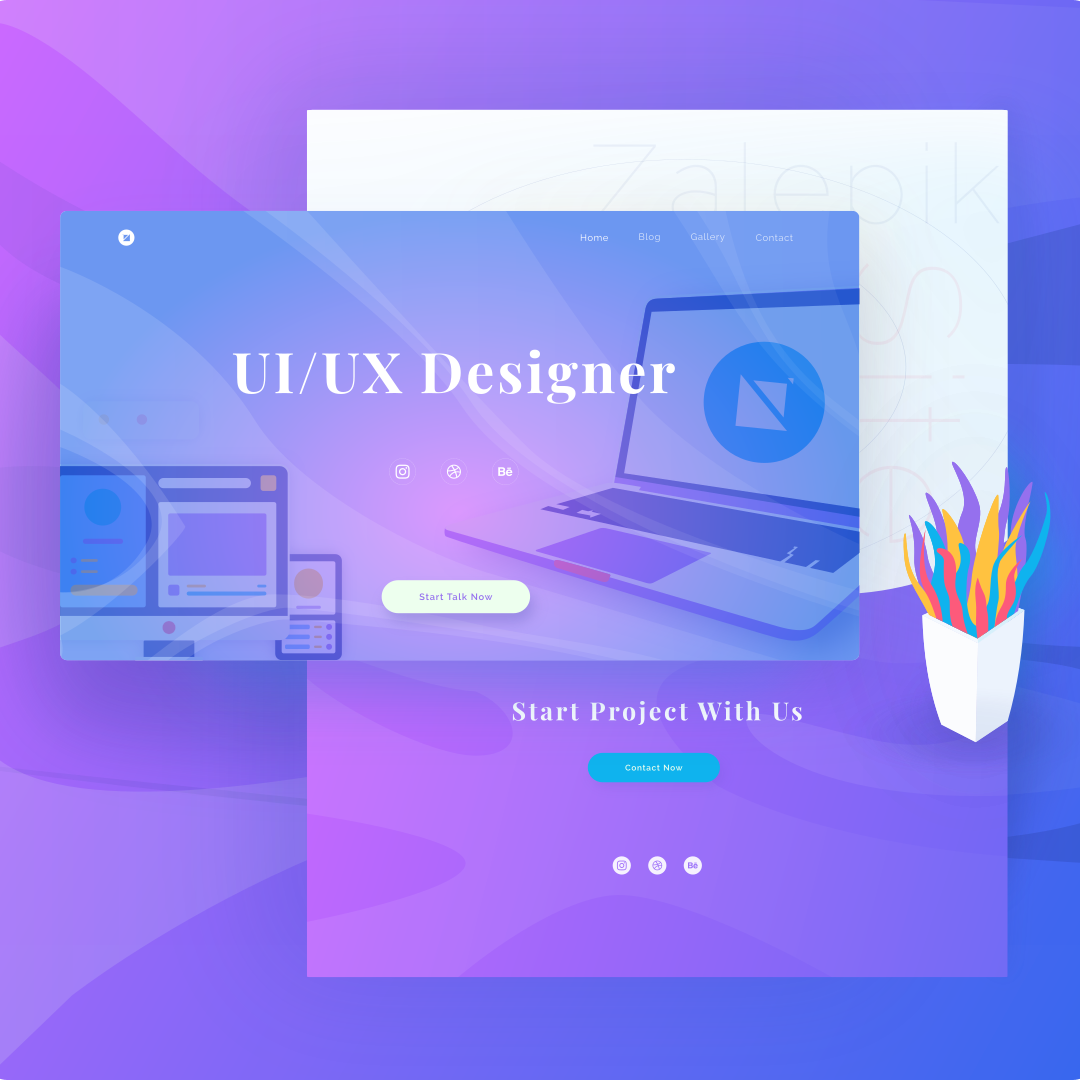 Zalepik
Home Blog Gallery Contact
UI/UX Designer
Bē
Start Talk Now
Start Project With Us
Contact Now
Bē